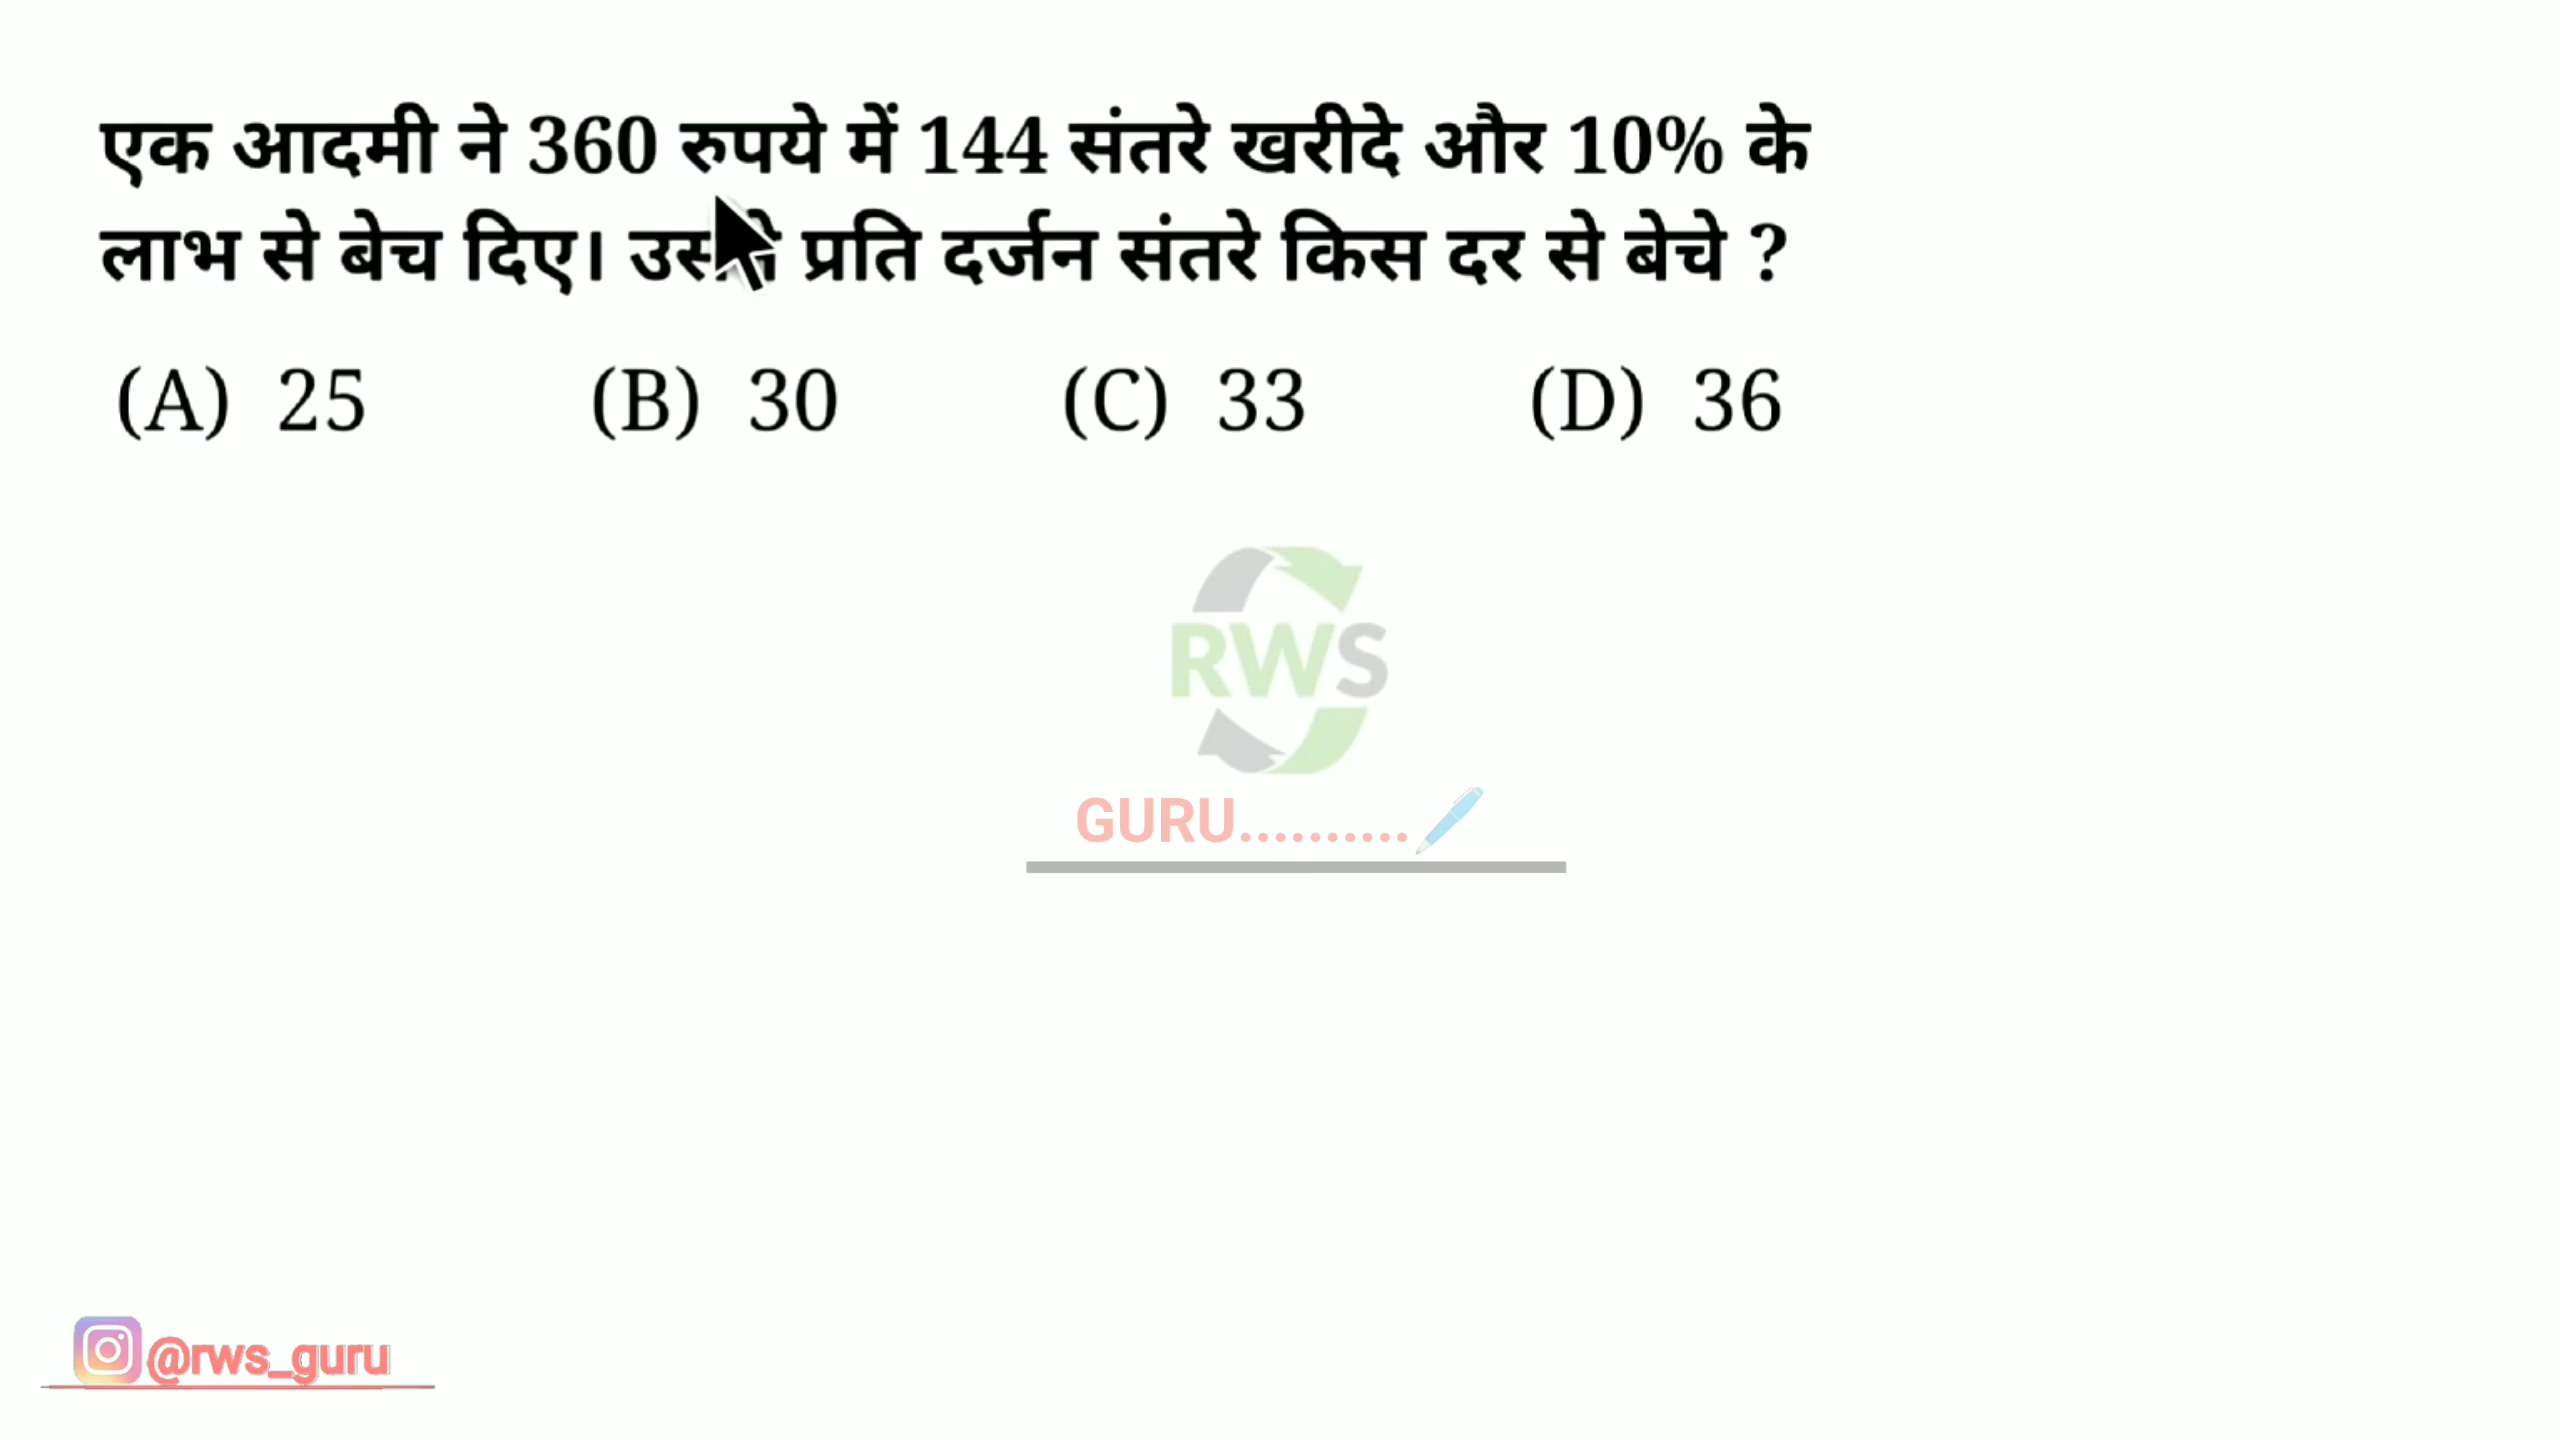 एक आदमी ने 360 रुपये में 144 संतरे खरीदे और 10% के
लाभ से बेच दिए। प्रति दर्जन संतरे किस दर से बेचे ?
(A) 25 (B) 30 (C) 33 (D) 36
RWS
GURU..........
@rws_guru